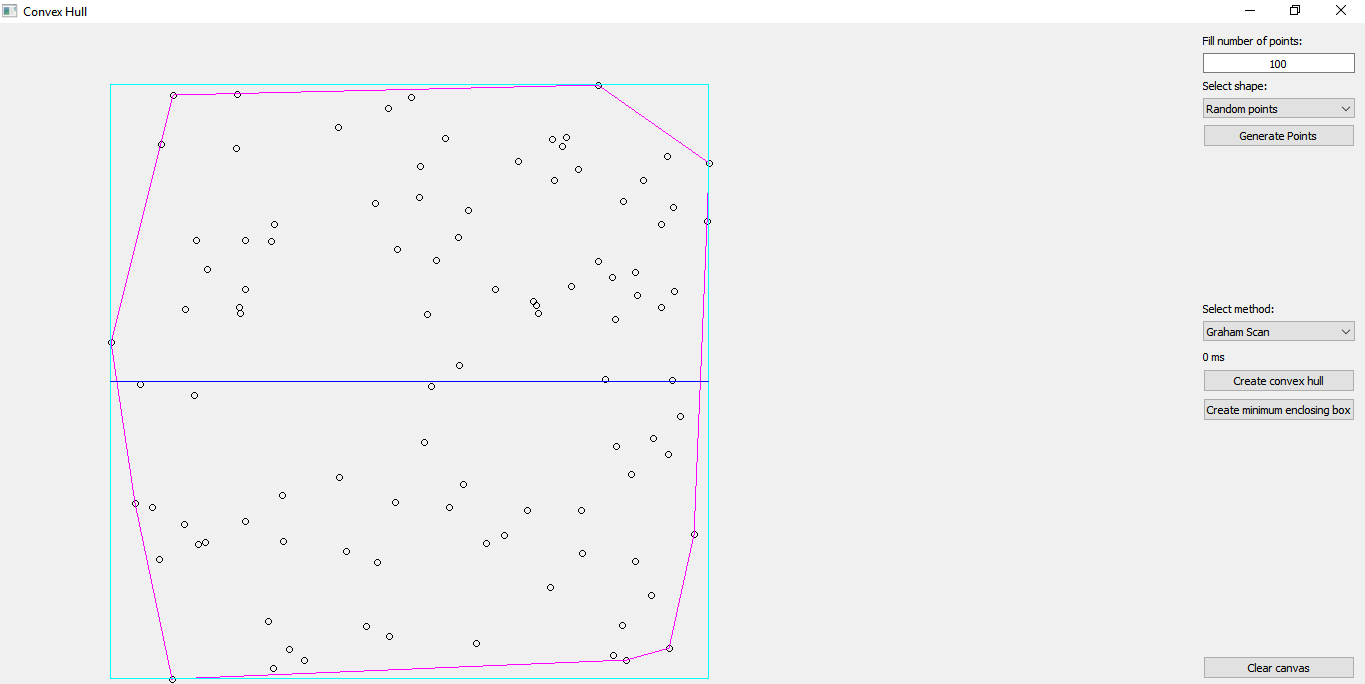 Convex Hull
Fill number of points:
100
Select shape:
Random points
Generate Points
Select method:
Graham Scan
0 ms
Create convex hull
Create minimum enclosing box
Clear canvas